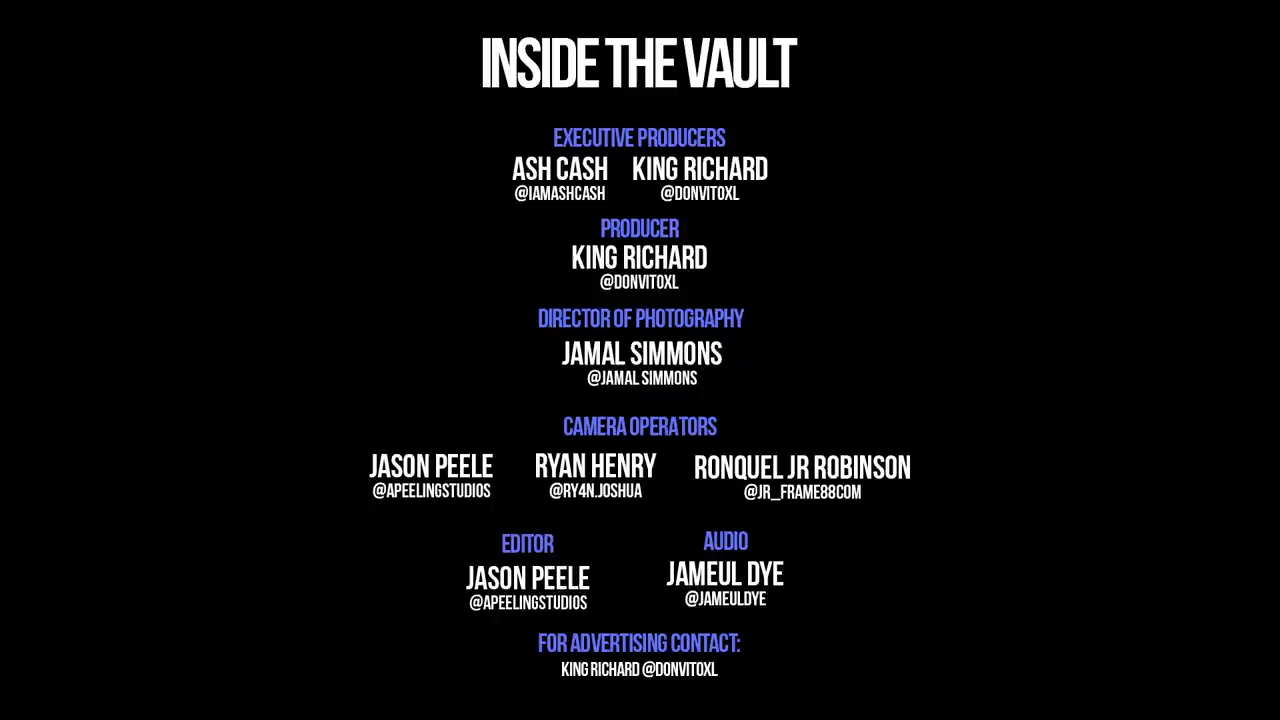 INSIDE THE VAULT
EXECUTIVE PRODUCERS
ASH CASH KING RICHARD
@IAMASHCASH @DONVITOXL
PRODUCER
KING RICHARD
@DONVITOXL
DIRECTOR OF PHOTOGRAPHY
JAMAL SIMMONS
@JAMAL SIMMONS
CAMERA OPERATORS
JASON PEELE RYAN HENRY RONQUEL JR ROBINSON
@APEELINGSTUDIOS @RY4N.JOSHUA @JR_FRAME88COM
EDITOR AUDIO
JASON PEELE JAMEUL DYE
@APEELINGSTUDIOS @JAMEULDYE
FOR ADVERTISING CONTACT:
KING RICHARD @DONVITOXL